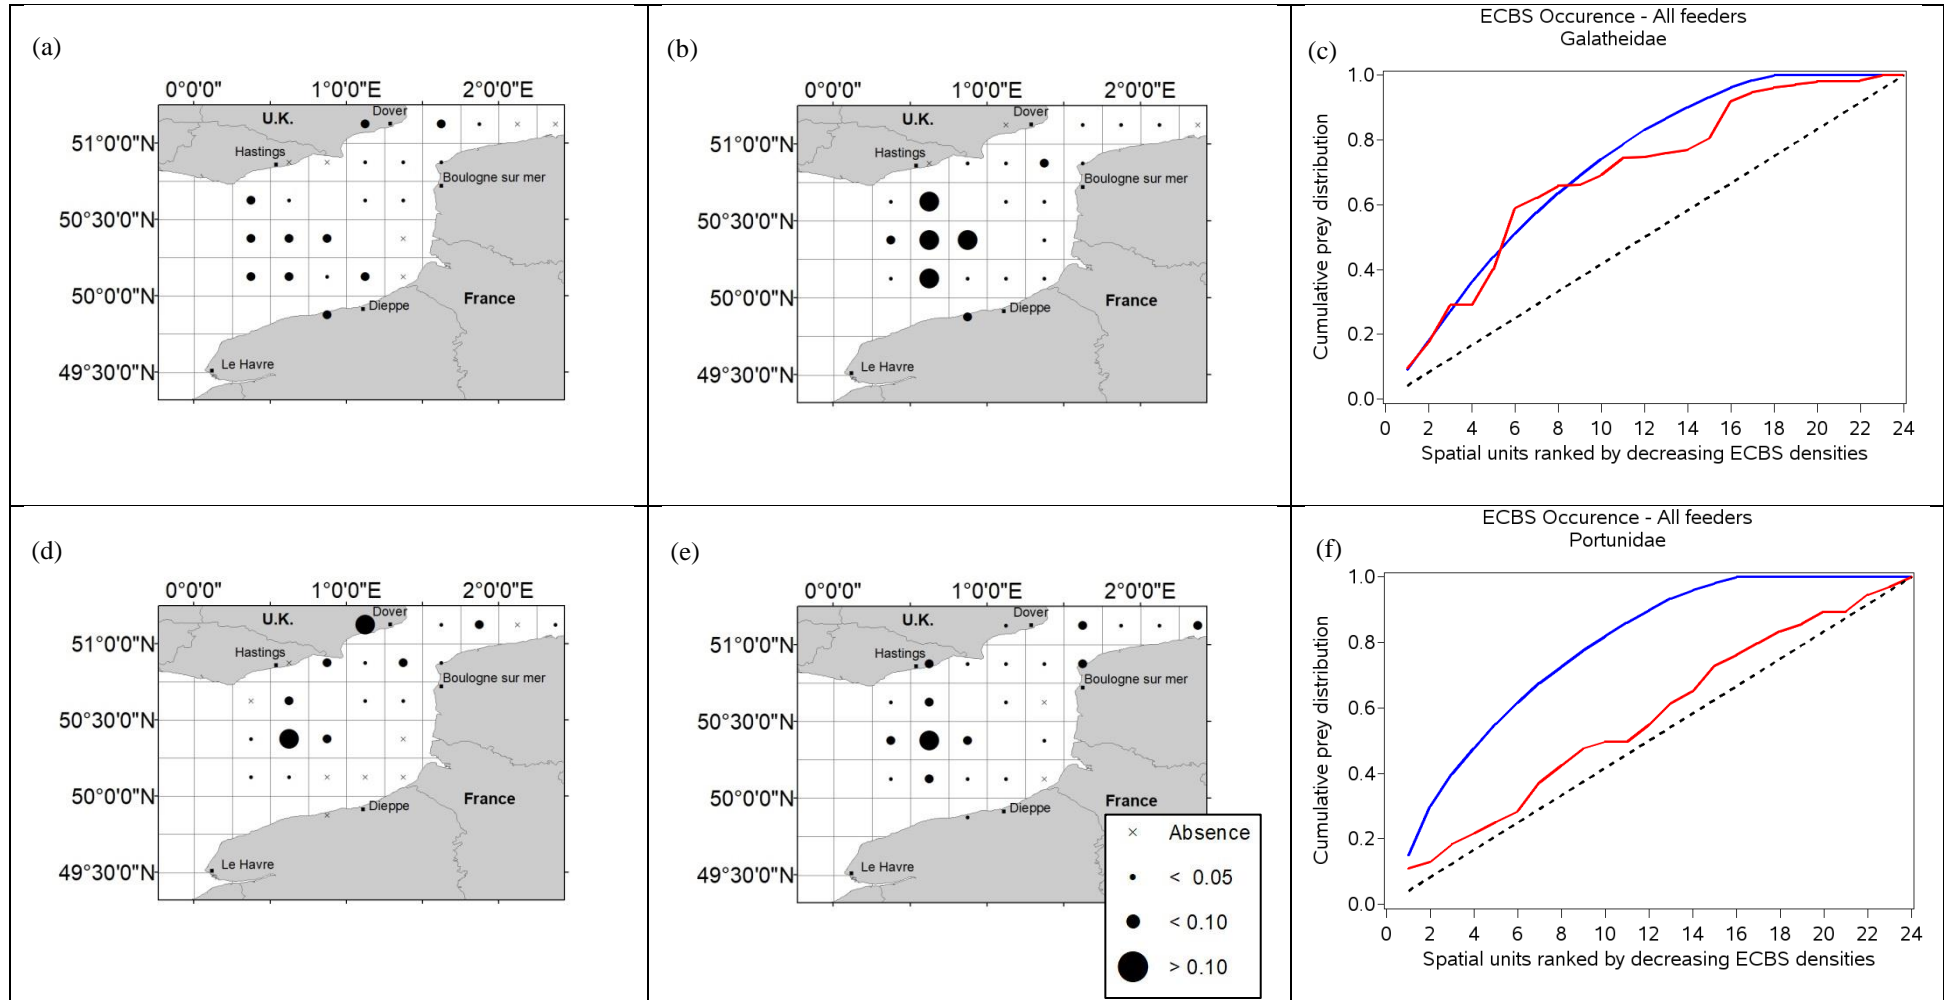 (a)
0°0'0" 1°0'0"E 2°0'0"E
51°0'0"N
50°30'0"N
50°0'0"N
49°30'0"N
U.K.
Dover
Hastings
Boulogne sur mer
Dieppe
France
Le Havre
(b)
0°0'0" 1°0'0"E 2°0'0"E
51°0'0"N
50°30'0"N
50°0'0"N
49°30'0"N
U.K.
Dover
Hastings
Boulogne sur mer
Dieppe
France
Le Havre
(c)
ECBS Occurence - All feeders
Galatheidae
Cumulative prey distribution
1.0
0.8
0.6
0.4
0.2
0.0
0 2 4 6 8 10 12 14 16 18 20 22 24
Spatial units ranked by decreasing ECBS densities
(d)
0°0'0" 1°0'0"E 2°0'0"E
51°0'0"N
50°30'0"N
50°0'0"N
49°30'0"N
U.K.
Dover
Hastings
Boulogne sur mer
Dieppe
France
Le Havre
(e)
0°0'0" 1°0'0"E 2°0'0"E
51°0'0"N
50°30'0"N
50°0'0"N
49°30'0"N
U.K.
Dover
Hastings
Boulogne sur mer
Dieppe
France
Le Havre
Absence
< 0.05
< 0.10
> 0.10
(f)
ECBS Occurence - All feeders
Portunidae
Cumulative prey distribution
1.0
0.8
0.6
0.4
0.2
0.0
0 2 4 6 8 10 12 14 16 18 20 22 24
Spatial units ranked by decreasing ECBS densities